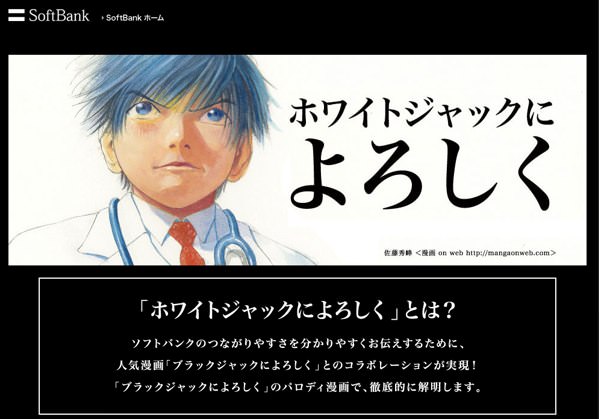 SoftBank
SoftBank ホーム
ホワイトジャックに
よろしく
佐藤秀峰 <漫画 on web http://mangaonweb.com>
「ホワイトジャックによろしく」とは?
ソフトバンクのつながりやすさを分かりやすくお伝えするために、
人気漫画「ブラックジャックによろしく」とのコラボレーションが実現!
「ブラックジャックによろしく」のパロディ漫画で、徹底的に解明します。